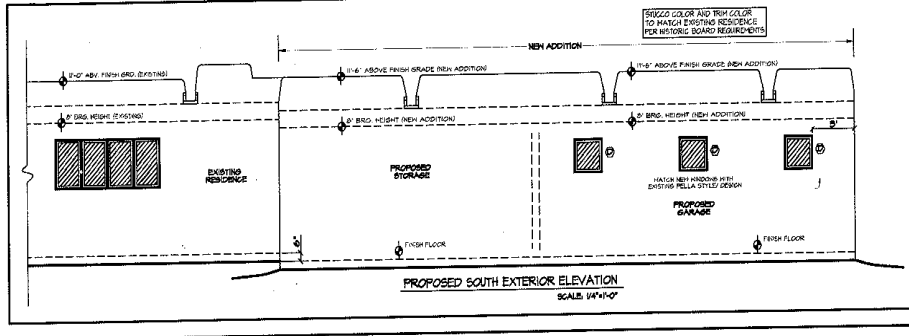 STUCCO COLOR AND TRIM COLOR
TO MATCH EXISTING RESIDENCE
PER HISTORIC BOARD REQUIREMENTS
NEW ADDITION
11'-0" ABV. FINISH GRD. (EXISTING)
11'-6" ABOVE FINISH GRADE (NEW ADDITION)
11'-6" ABOVE FINISH GRADE (NEW ADDITION)
8' BRG. HEIGHT (EXISTING)
8' BRG. HEIGHT (NEW ADDITION)
8' BRG. HEIGHT (NEW ADDITION)
D
D
D
EXISTING
RESIDENCE
PROPOSED
STORAGE
MATCH NEW WINDOWS WITH
EXISTING PELLA STYLE/ DESIGN
PROPOSED
GARAGE
6"
FINISH FLOOR
FINISH FLOOR
PROPOSED SOUTH EXTERIOR ELEVATION
SCALE: 1/4"=1'-0"